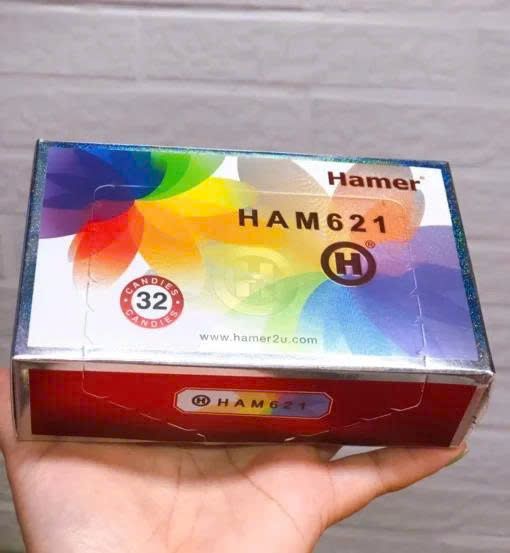 Hamer®
HAM621
H®
CANDIES
32
CANDIES
H
www.hamer2u.com
H HAM621